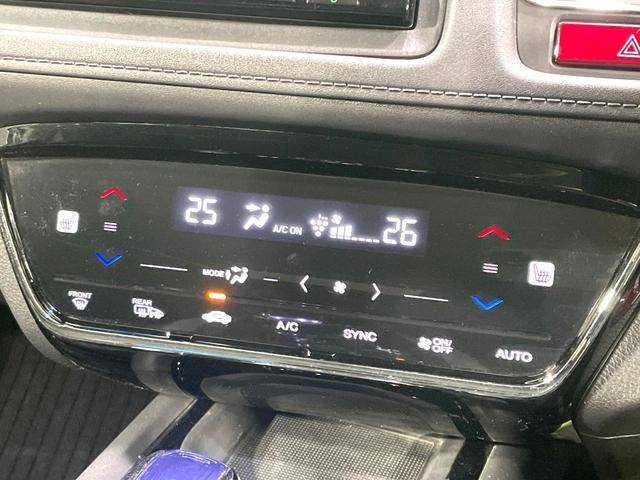 25 A/C ON 26
MODE
FRONT
REAR
A/C SYNC ON/OFF AUTO